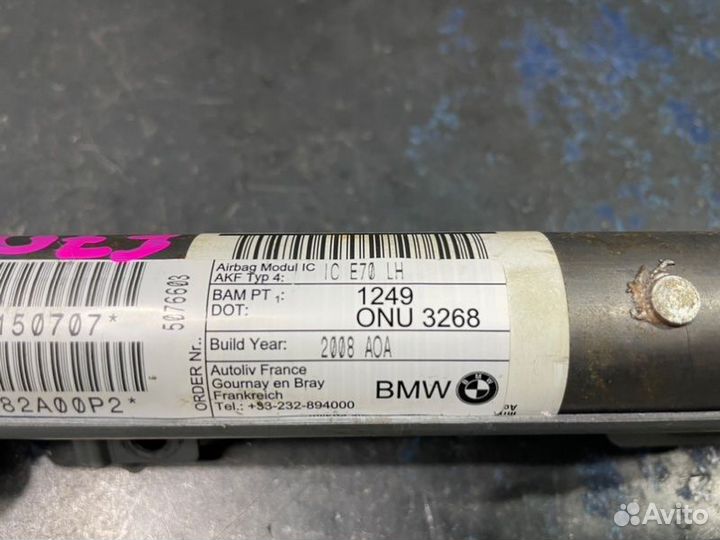 150707*
82A00P2*
ORDER Nr.: 5076603
Airbag Modul IC
AKF Typ 4: IC E70 LH
BAM PT 1: 1249
DOT: ONU 3268
Build Year: 2008 AOA
Autoliv France
Gournay en Bray
Frankreich
Tel.: +33-232-894000
BMW
Avito